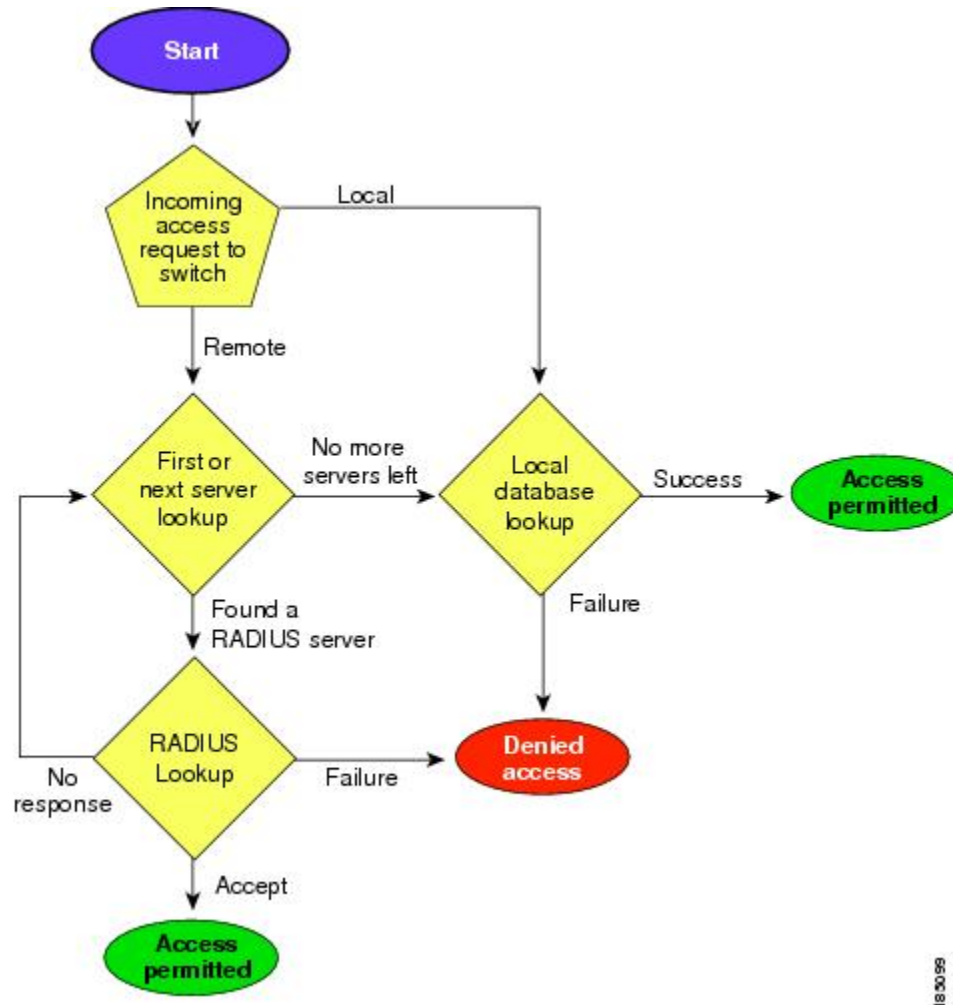 Start
Incoming
access
request to
switch
Local
Remote
First or
next server
lookup
No more
servers left
Local
database
lookup
Success
Access
permitted
Found a
RADIUS server
Failure
RADIUS
Lookup
No
response
Failure
Denied
access
Accept
Access
permitted
185099